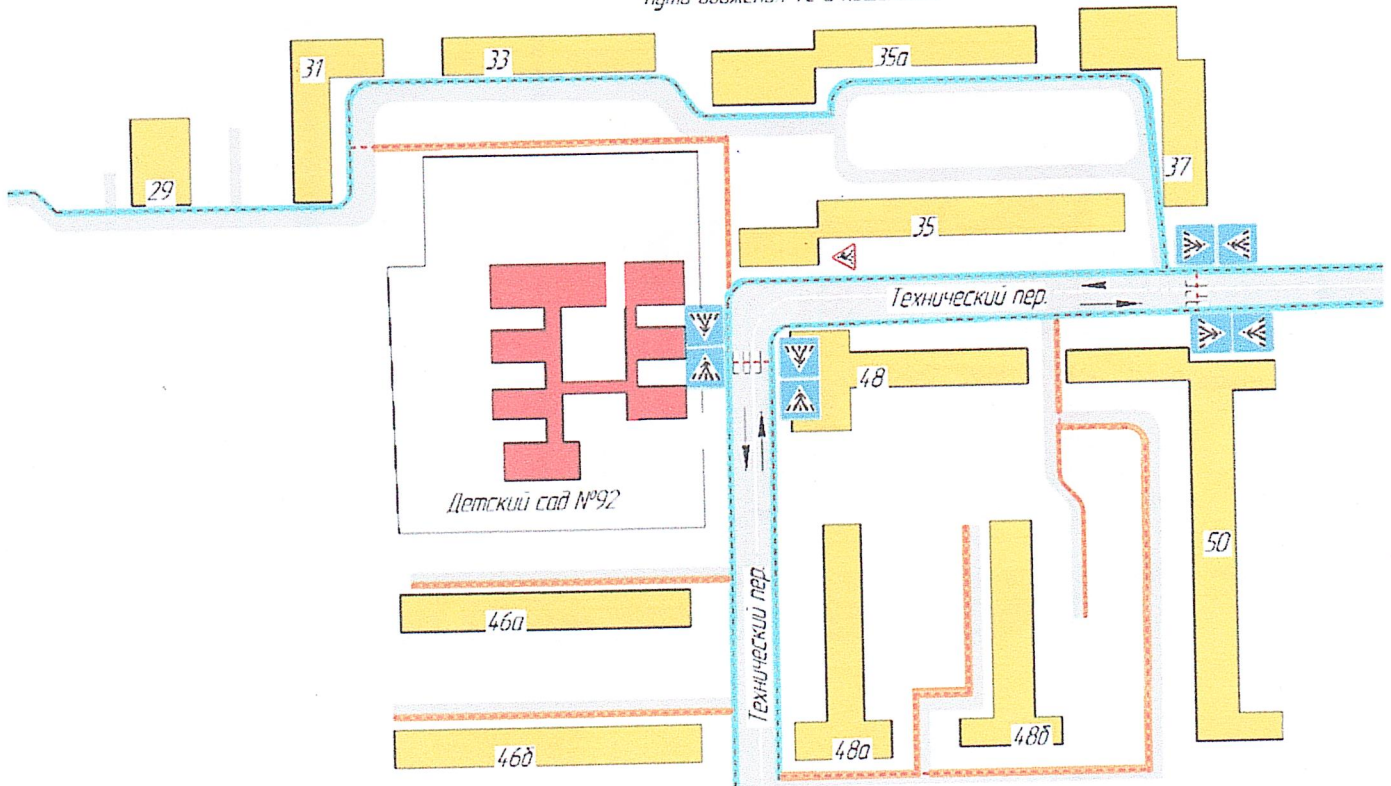 31
33
35а
29
37
35
Технический пер.
48
Детский сад №92
50
46а
Технический пер.
46б
48а
48б